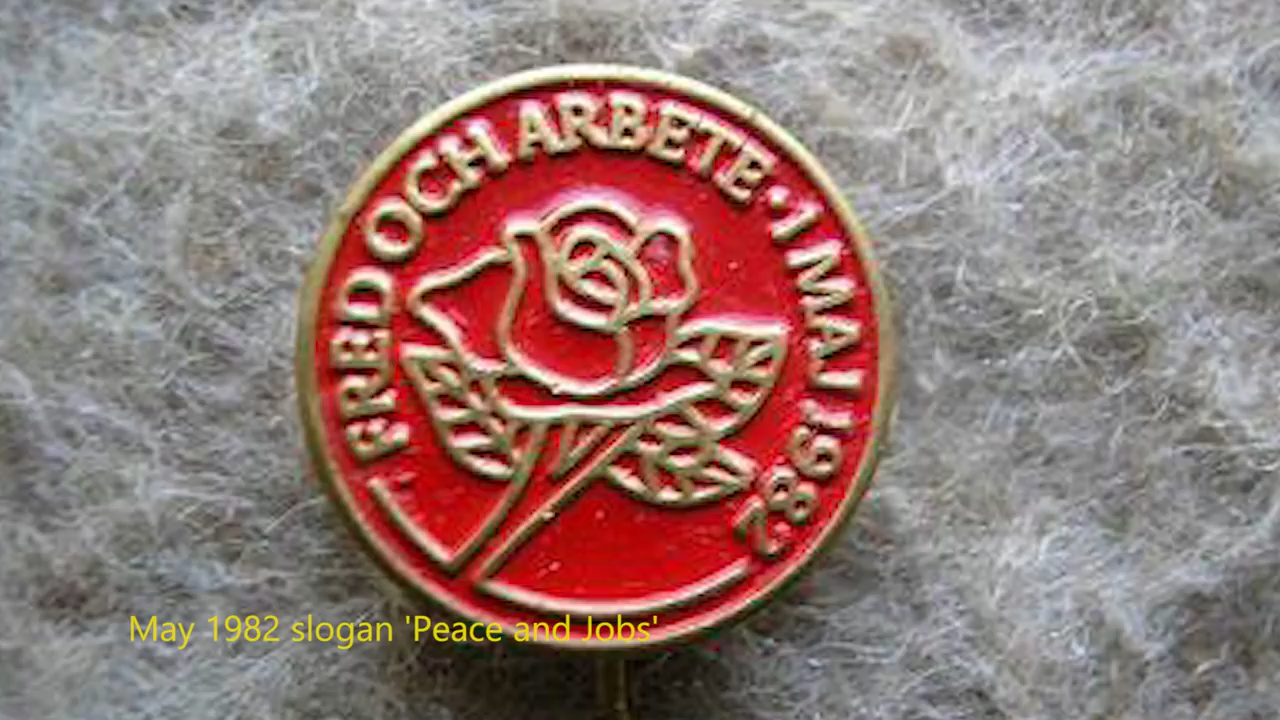 FRED OCH ARBETE · 1 MAJ 1982
May 1982 slogan 'Peace and Jobs'